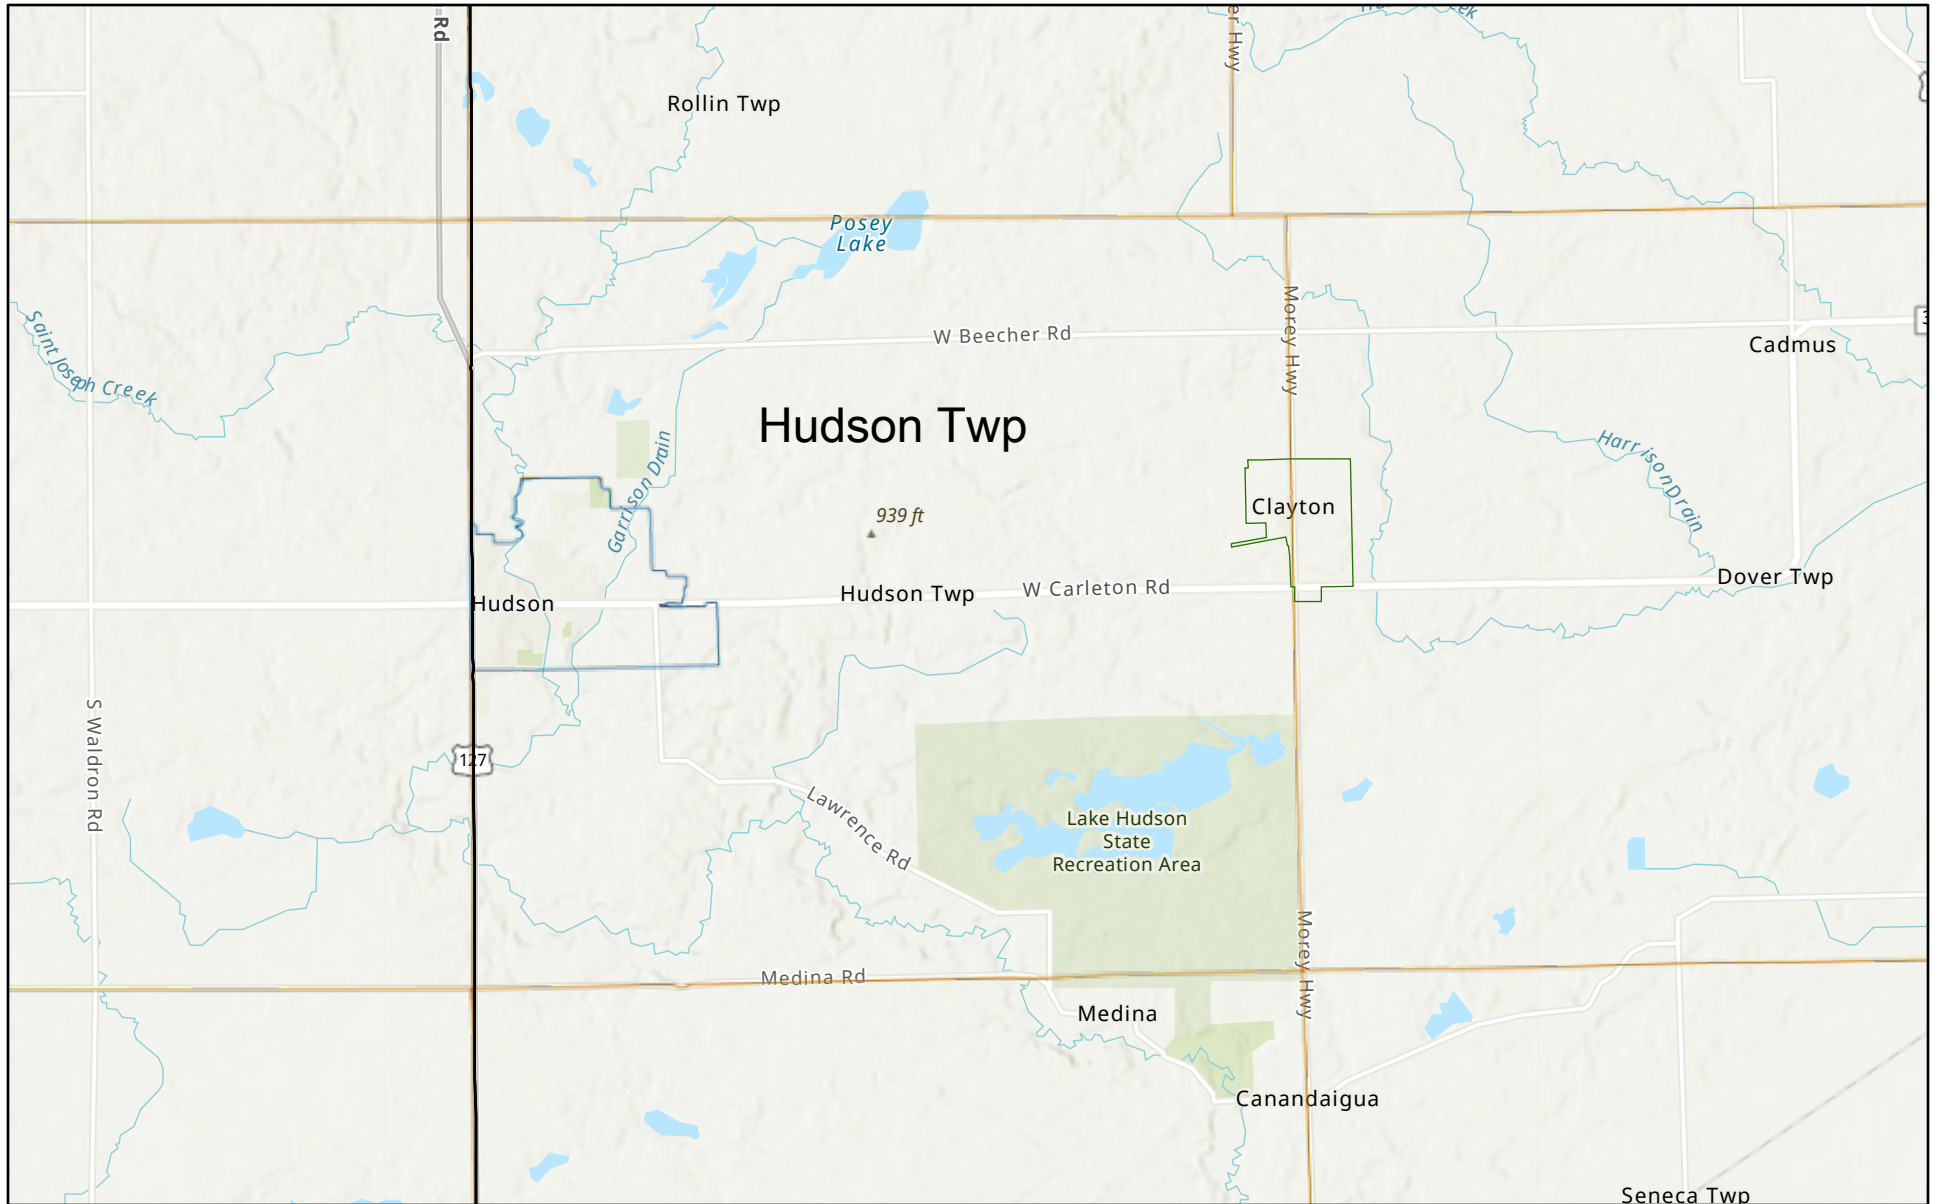 Rd
Rollin Twp
Posey
Lake
Saint Joseph Creek
W Beecher Rd
Morey Hwy
Cadmus
Hudson Twp
Garrison Drain
939 ft
Clayton
Harrison Drain
Hudson
Hudson Twp
W Carleton Rd
Dover Twp
S Waldron Rd
127
Lawrence Rd
Lake Hudson
State
Recreation Area
Medina Rd
Morey Hwy
Medina
Canandaigua
Seneca Twp